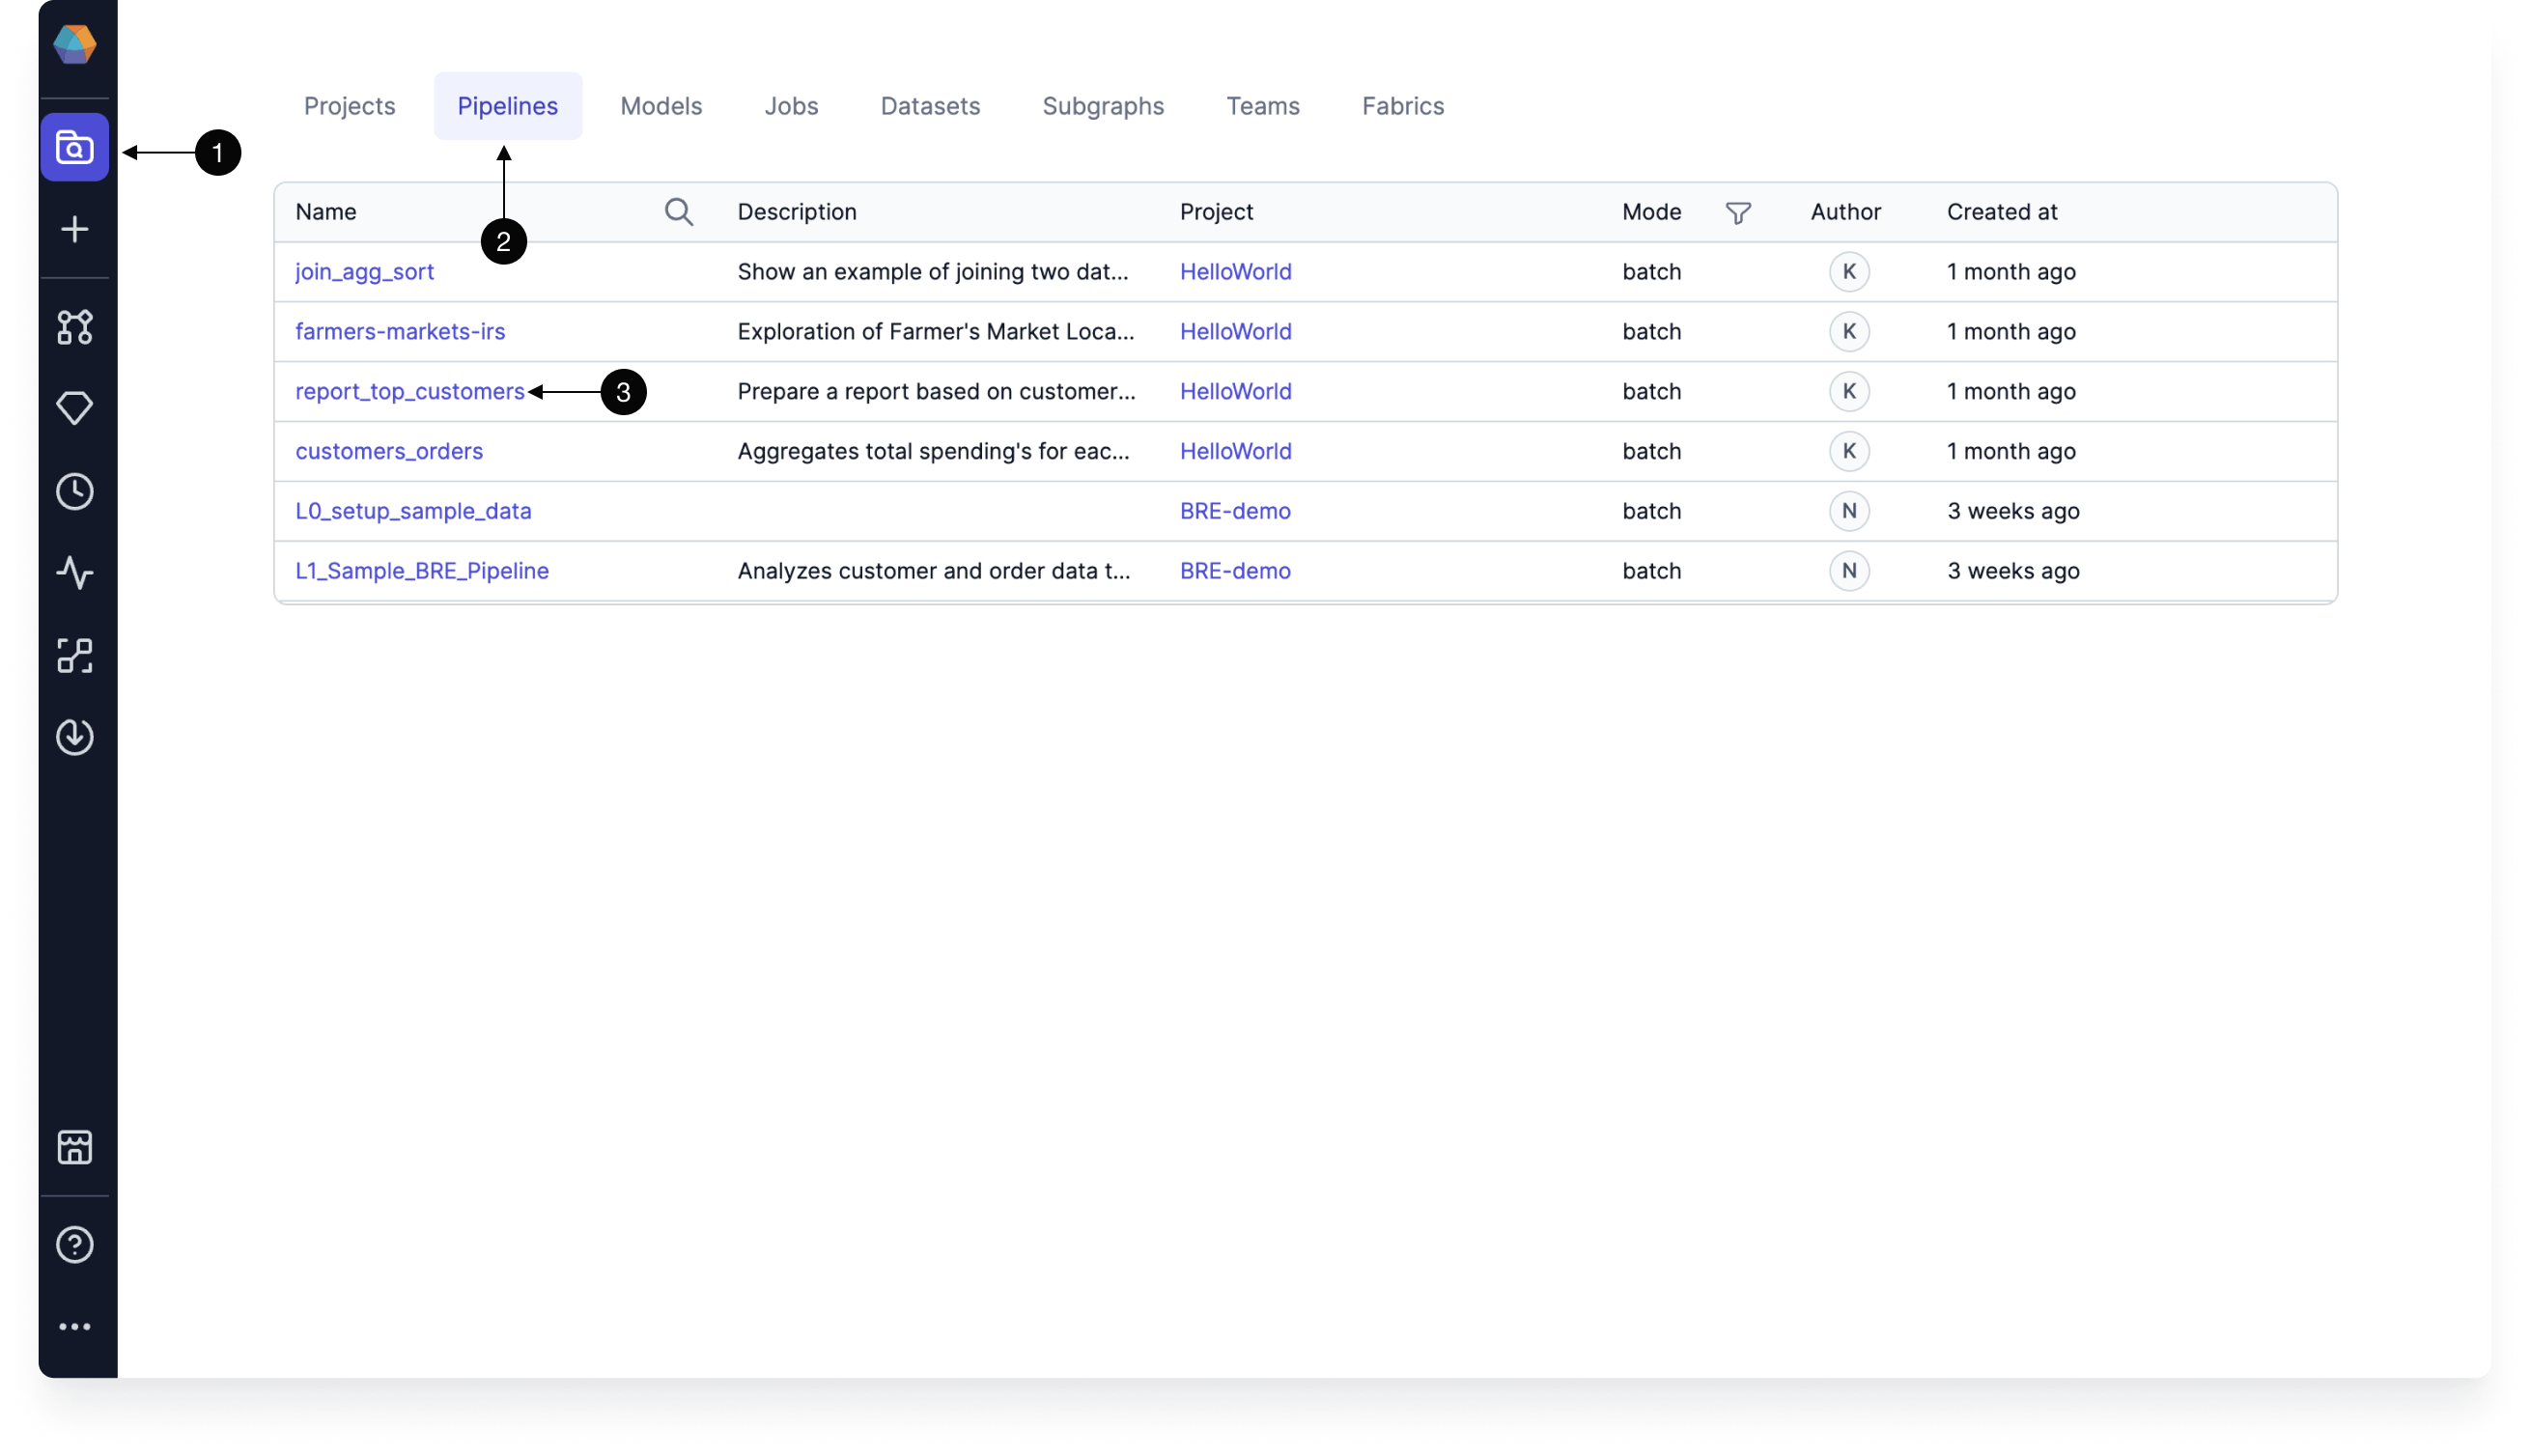 Projects Pipelines Models Jobs Datasets Subgraphs Teams Fabrics
1
Name Description Project Mode Author Created at
2
join_agg_sort Show an example of joining two dat... HelloWorld batch K 1 month ago
farmers-markets-irs Exploration of Farmer's Market Loca... HelloWorld batch K 1 month ago
report_top_customers 3 Prepare a report based on customer... HelloWorld batch K 1 month ago
customers_orders Aggregates total spending's for eac... HelloWorld batch K 1 month ago
L0_setup_sample_data BRE-demo batch N 3 weeks ago
L1_Sample_BRE_Pipeline Analyzes customer and order data t... BRE-demo batch N 3 weeks ago